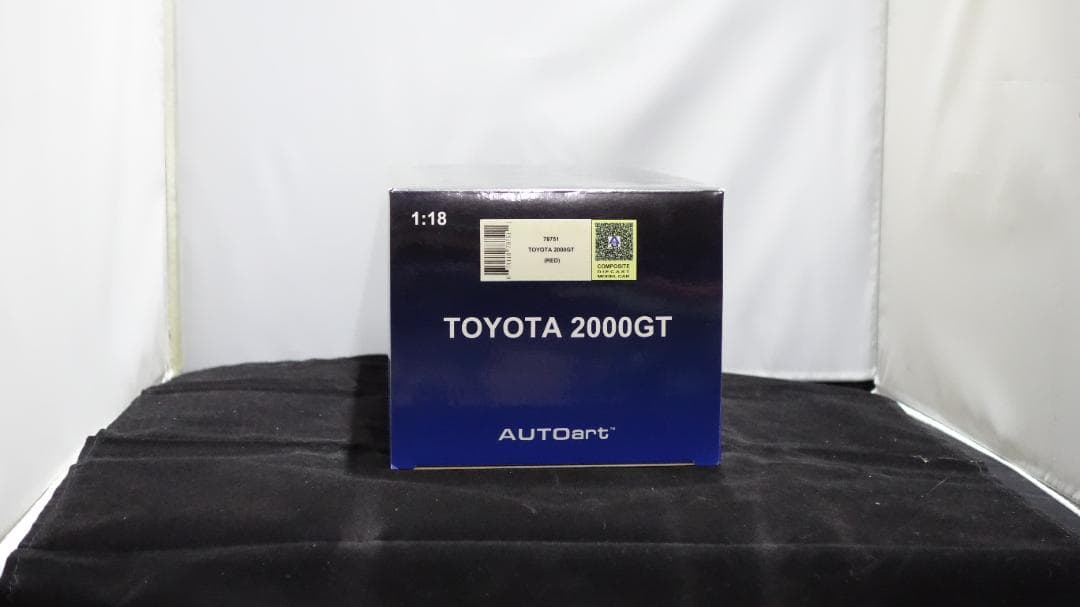 1:18
78751
TOYOTA 2000GT
(RED)
COMPOSITE
DIECAST
MODEL CAR
TOYOTA 2000GT
AUTOart™